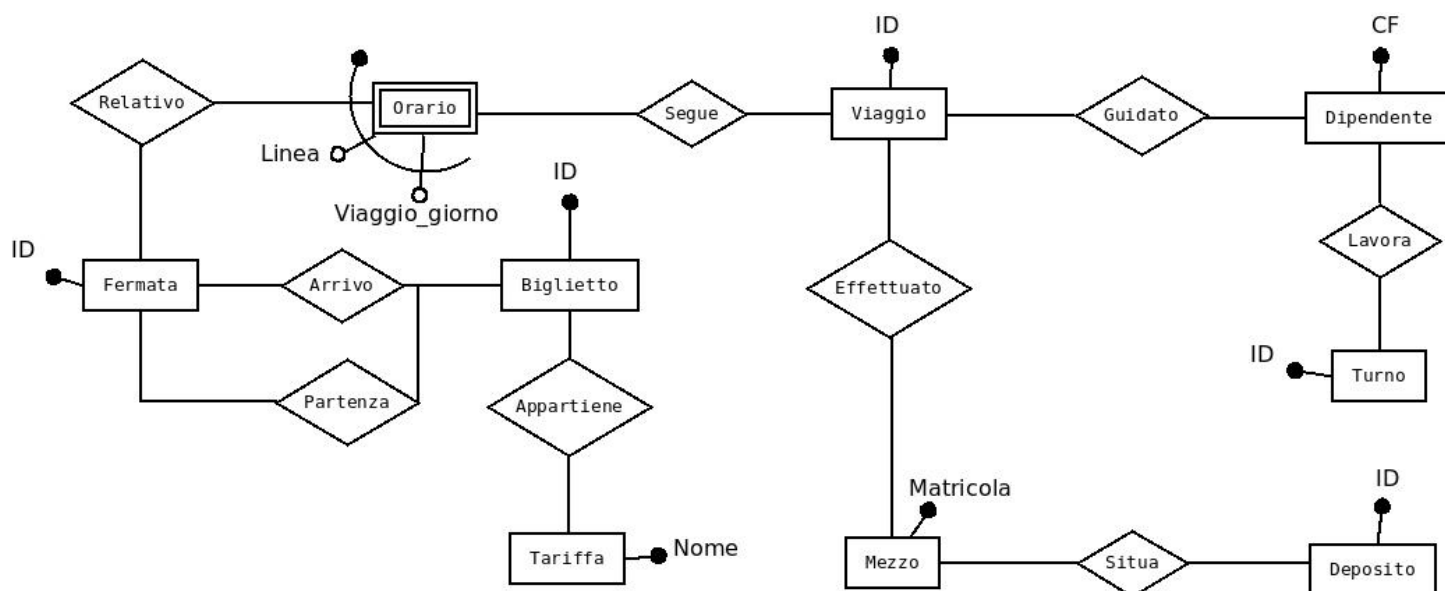 ID
CF
Relativo
Orario
Segue
Viaggio
Guidato
Dipendente
Linea
ID
Viaggio_giorno
ID
Lavora
Fermata
Arrivo
Biglietto
Effettuato
ID
Turno
Partenza
Appartiene
Matricola
ID
Tariffa
Nome
Mezzo
Situa
Deposito